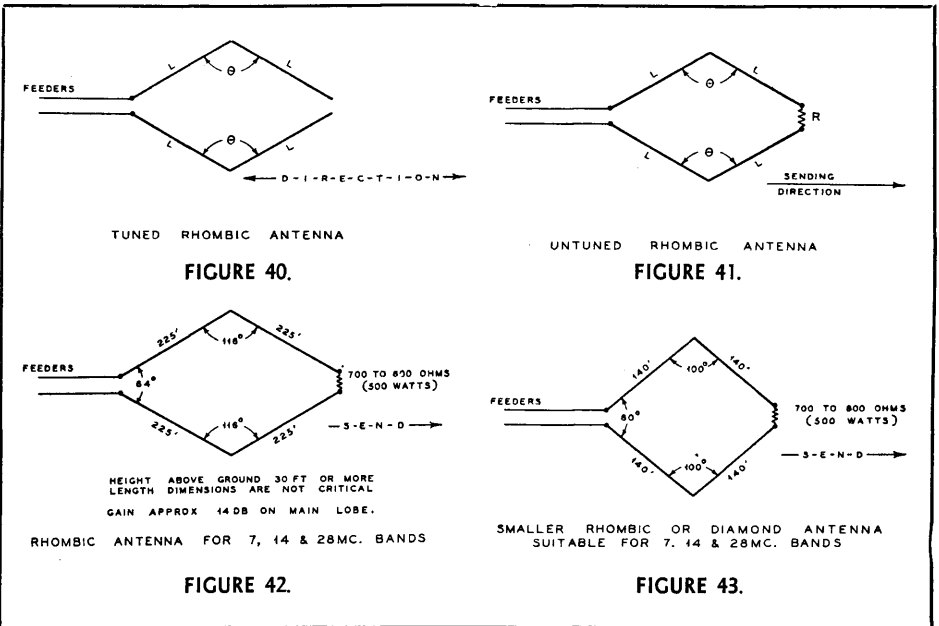 L
L
θ
FEEDERS
θ
L
L
D-I-R-E-C-T-I-O-N
TUNED RHOMBIC ANTENNA
FIGURE 40.
L
L
θ
FEEDERS
R
θ
L
L
SENDING
DIRECTION
UNTUNED RHOMBIC ANTENNA
FIGURE 41.
225'
225'
116°
FEEDERS
64°
700 TO 800 OHMS
(500 WATTS)
116°
225'
225'
S-E-N-D
HEIGHT ABOVE GROUND 30 FT OR MORE
LENGTH DIMENSIONS ARE NOT CRITICAL
GAIN APPROX 14 DB ON MAIN LOBE.
RHOMBIC ANTENNA FOR 7, 14 & 28MC. BANDS
FIGURE 42.
140'
140'
100°
FEEDERS
80°
700 TO 800 OHMS
(500 WATTS)
100°
140'
140'
S-E-N-D
SMALLER RHOMBIC OR DIAMOND ANTENNA
SUITABLE FOR 7. 14 & 28MC. BANDS
FIGURE 43.